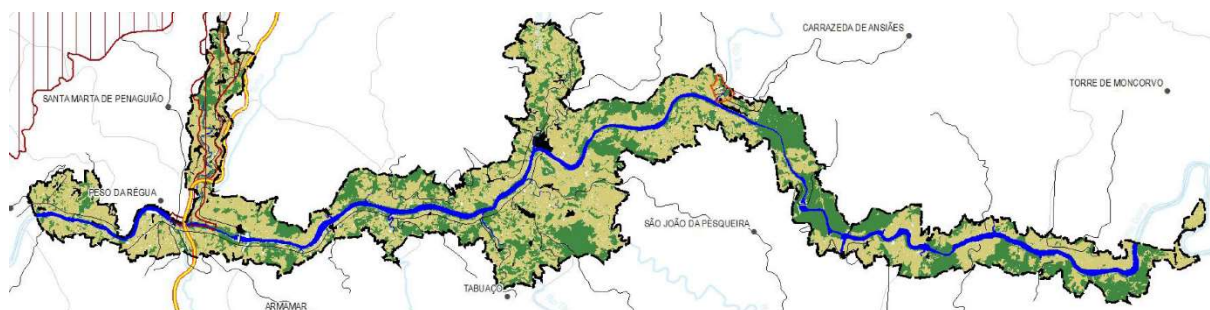 CARRAZEDA DE ANSIÃES
TORRE DE MONCORVO
SANTA MARTA DE PENAGUIÃO
PESO DA RÉGUA
SÃO JOÃO DA PESQUEIRA
TABUAÇO
ARMAMAR